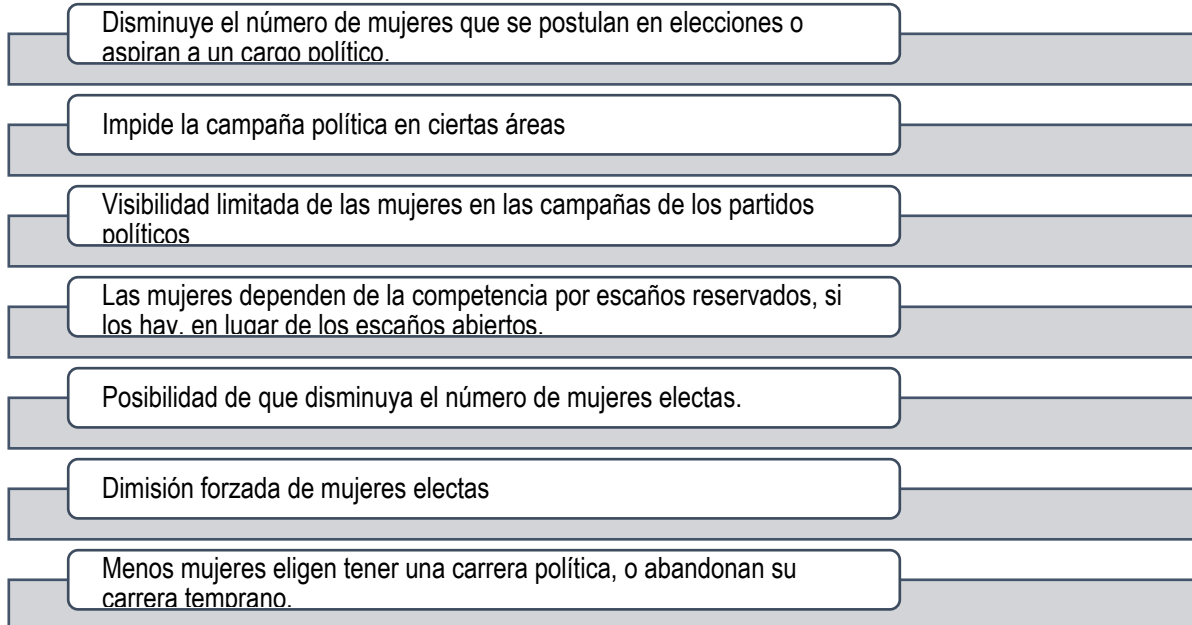 Disminuye el número de mujeres que se postulan en elecciones o
aspiran a un cargo político.
Impide la campaña política en ciertas áreas
Visibilidad limitada de las mujeres en las campañas de los partidos
políticos
Las mujeres dependen de la competencia por escaños reservados, si
los hay, en lugar de los escaños abiertos.
Posibilidad de que disminuya el número de mujeres electas.
Dimisión forzada de mujeres electas
Menos mujeres eligen tener una carrera política, o abandonan su
carrera temprano.